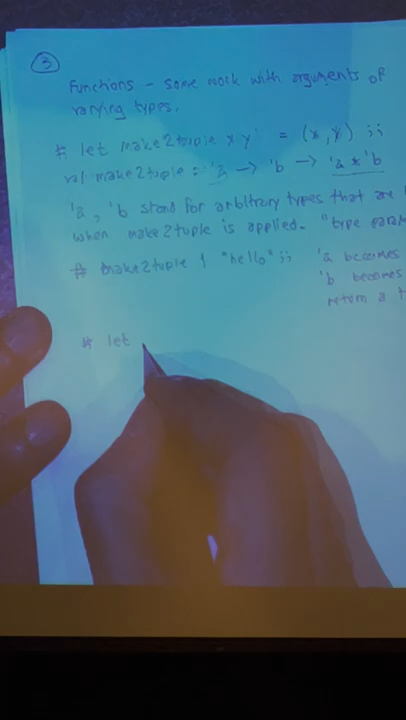 3
Functions - some work with arguments of
varying types.
# let make2tuple x y = (x, y) ;;
val make2tuple : 'a -> 'b -> 'a * 'b
'a, 'b stand for arbitrary types that are
when make2tuple is applied. "type param
# make2tuple 1 "hello" ;; 'a becomes
'b becomes
return a t
# let